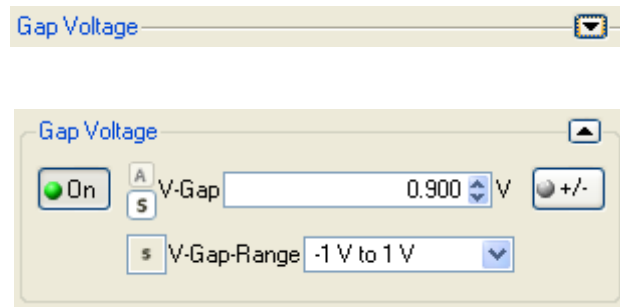 Gap Voltage
Gap Voltage
On A S V-Gap 0.900 V +/-
s V-Gap-Range -1 V to 1 V